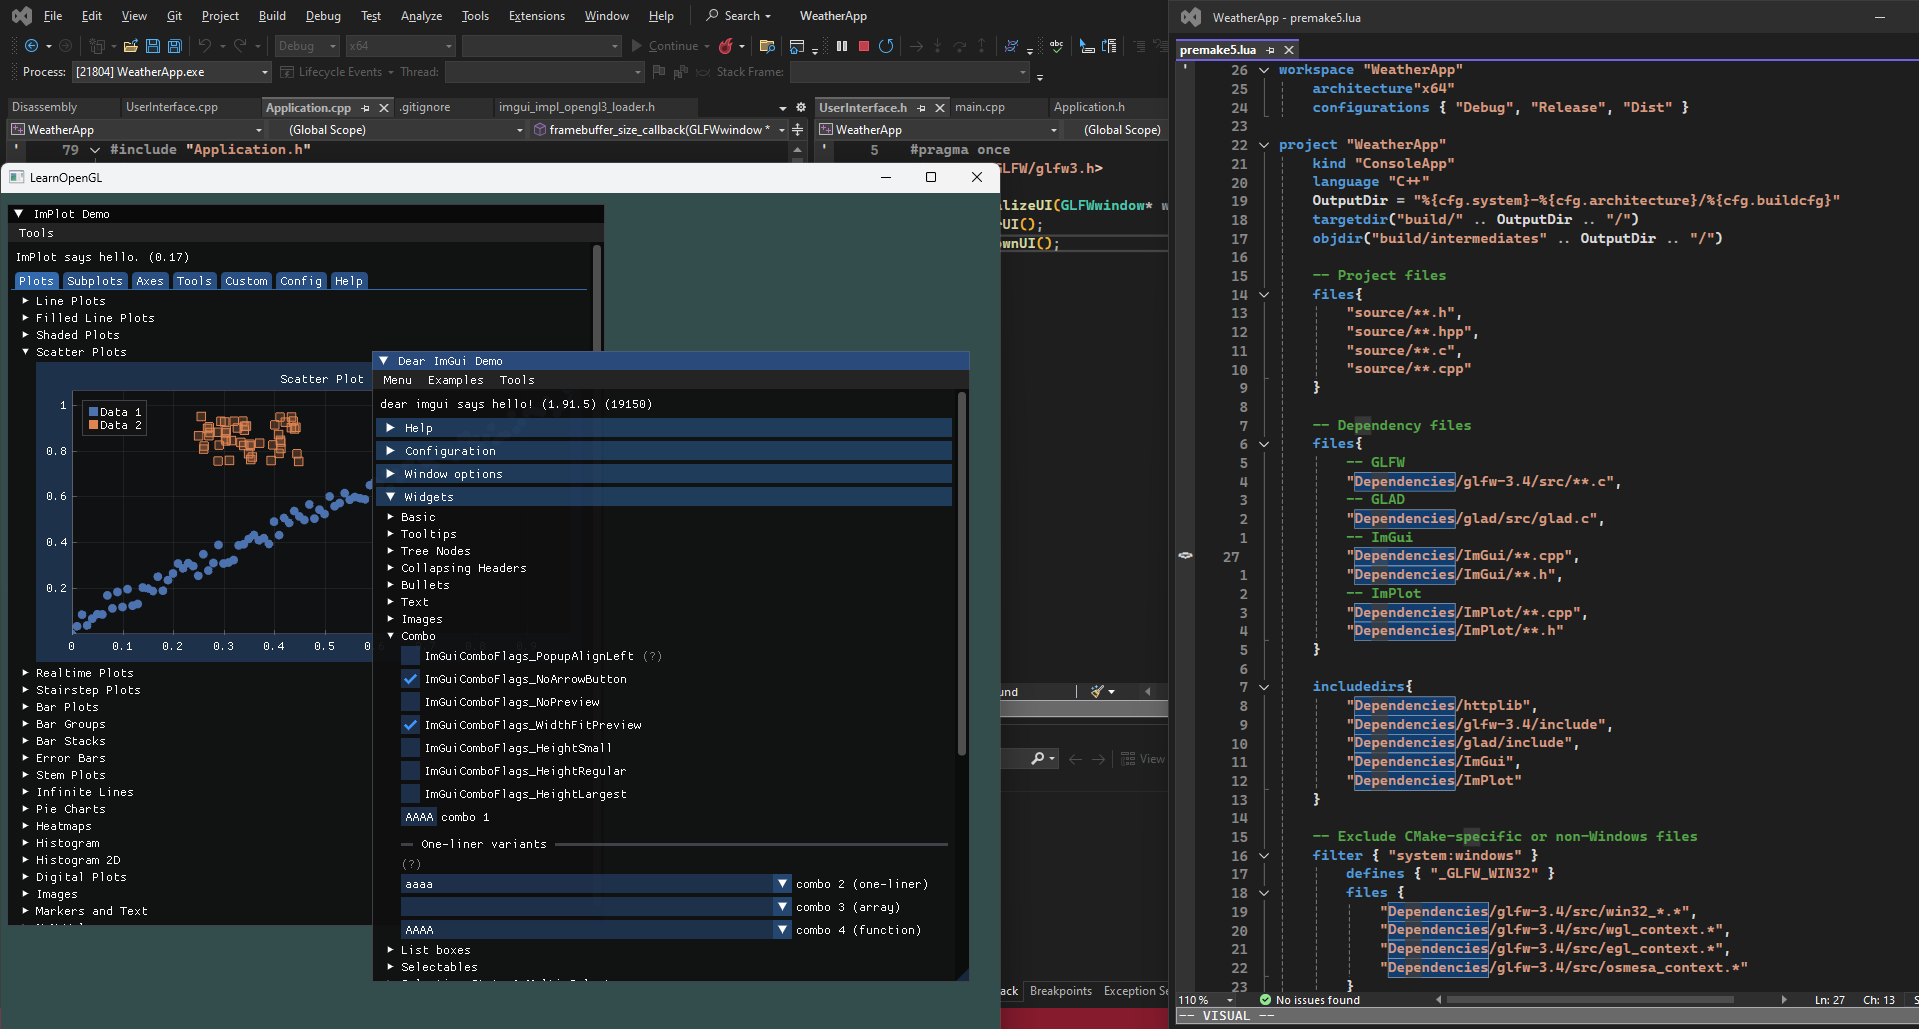 File Edit View Git Project Build Debug Test Analyze Tools Extensions Window Help Search WeatherApp
Debug x64 Continue
Process: [21804] WeatherApp.exe Lifecycle Events Thread: Stack Frame:
Disassembly UserInterface.cpp Application.cpp .gitignore imgui_impl_opengl3_loader.h
WeatherApp (Global Scope) framebuffer_size_callback(GLFWwindow *
79 #include "Application.h"
UserInterface.h main.cpp Application.h
WeatherApp (Global Scope)
5 #pragma once
GLFW/glfw3.h>
alizeUI(GLFWwindow* w
rUI();
ownUI();
und
View
ack Breakpoints Exception Se
LearnOpenGL
ImPlot Demo
Tools
ImPlot says hello. (0.17)
Plots Subplots Axes Tools Custom Config Help
Line Plots
Filled Line Plots
Shaded Plots
Scatter Plots
Scatter Plot
Data 1
Data 2
1
0.8
0.6
0.4
0.2
0 0.1 0.2 0.3 0.4 0.5
Realtime Plots
Stairstep Plots
Bar Plots
Bar Groups
Bar Stacks
Error Bars
Stem Plots
Infinite Lines
Pie Charts
Heatmaps
Histogram
Histogram 2D
Digital Plots
Images
Markers and Text
Dear ImGui Demo
Menu Examples Tools
dear imgui says hello! (1.91.5) (19150)
Help
Configuration
Window options
Widgets
Basic
Tooltips
Tree Nodes
Collapsing Headers
Bullets
Text
Images
Combo
ImGuiComboFlags_PopupAlignLeft (?)
ImGuiComboFlags_NoArrowButton
ImGuiComboFlags_NoPreview
ImGuiComboFlags_WidthFitPreview
ImGuiComboFlags_HeightSmall
ImGuiComboFlags_HeightRegular
ImGuiComboFlags_HeightLargest
AAAA combo 1
One-liner variants
(?)
aaaa combo 2 (one-liner)
combo 3 (array)
AAAA combo 4 (function)
List boxes
Selectables
WeatherApp - premake5.lua
premake5.lua
26 workspace "WeatherApp"
25 architecture"x64"
24 configurations { "Debug", "Release", "Dist" }
23
22 project "WeatherApp"
21 kind "ConsoleApp"
20 language "C++"
19 OutputDir = "%{cfg.system}-%{cfg.architecture}/%{cfg.buildcfg}"
18 targetdir("build/" .. OutputDir .. "/")
17 objdir("build/intermediates" .. OutputDir .. "/")
16
15 -- Project files
14 files{
13 "source/**.h",
12 "source/**.hpp",
11 "source/**.c",
10 "source/**.cpp"
9 }
8
7 -- Dependency files
6 files{
5 -- GLFW
4 "Dependencies/glfw-3.4/src/**.c",
3 -- GLAD
2 "Dependencies/glad/src/glad.c",
1 -- ImGui
27 "Dependencies/ImGui/**.cpp",
1 "Dependencies/ImGui/**.h",
2 -- ImPlot
3 "Dependencies/ImPlot/**.cpp",
4 "Dependencies/ImPlot/**.h"
5 }
6
7 includedirs{
8 "Dependencies/httplib",
9 "Dependencies/glfw-3.4/include",
10 "Dependencies/glad/include",
11 "Dependencies/ImGui",
12 "Dependencies/ImPlot"
13 }
14
15 -- Exclude CMake-specific or non-Windows files
16 filter { "system:windows" }
17 defines { "_GLFW_WIN32" }
18 files {
19 "Dependencies/glfw-3.4/src/win32_*.*",
20 "Dependencies/glfw-3.4/src/wgl_context.*",
21 "Dependencies/glfw-3.4/src/egl_context.*",
22 "Dependencies/glfw-3.4/src/osmesa_context.*"
23 }
110 % No issues found Ln: 27 Ch: 13
-- VISUAL --